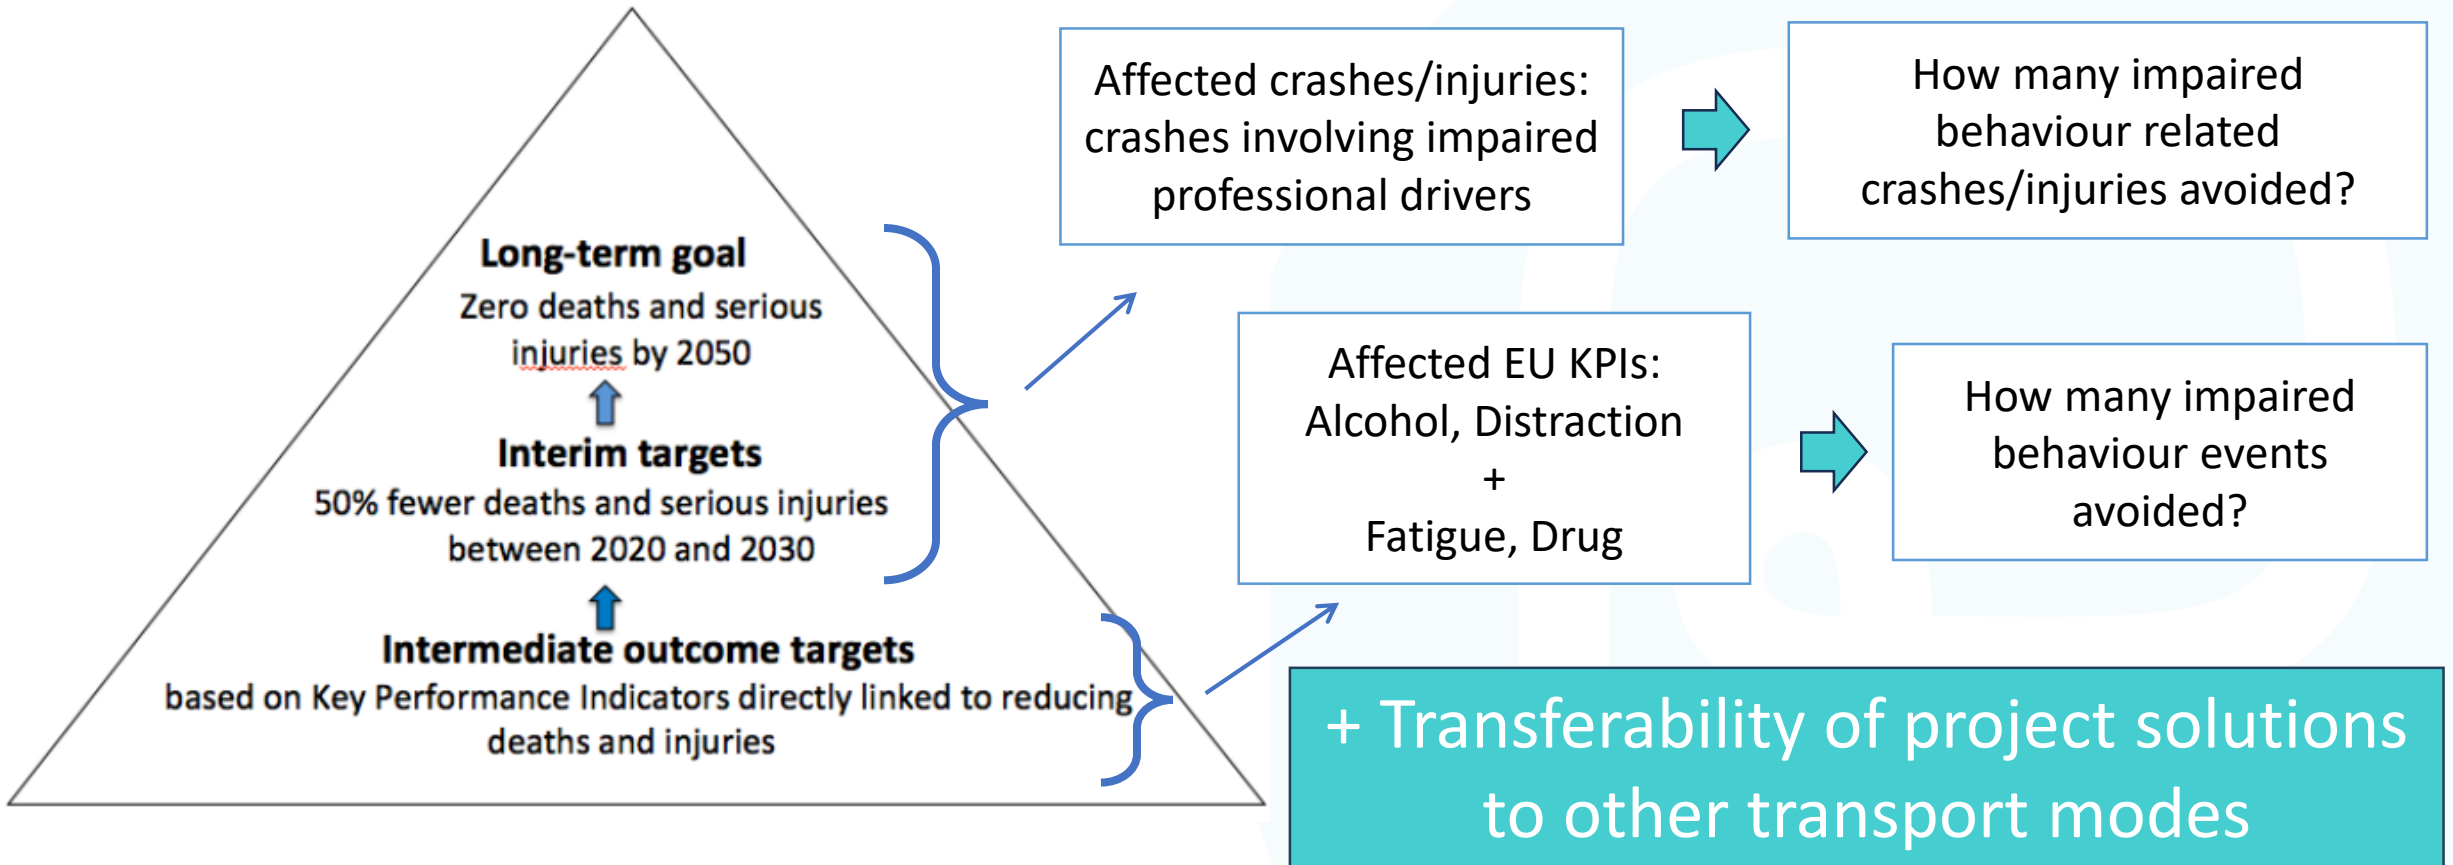 Long-term goal
Zero deaths and serious
injuries by 2050
Interim targets
50% fewer deaths and serious injuries
between 2020 and 2030
Intermediate outcome targets
based on Key Performance Indicators directly linked to reducing
deaths and injuries
Affected crashes/injuries:
crashes involving impaired
professional drivers
How many impaired
behaviour related
crashes/injuries avoided?
Affected EU KPIs:
Alcohol, Distraction
+
Fatigue, Drug
How many impaired
behaviour events
avoided?
+ Transferability of project solutions
to other transport modes